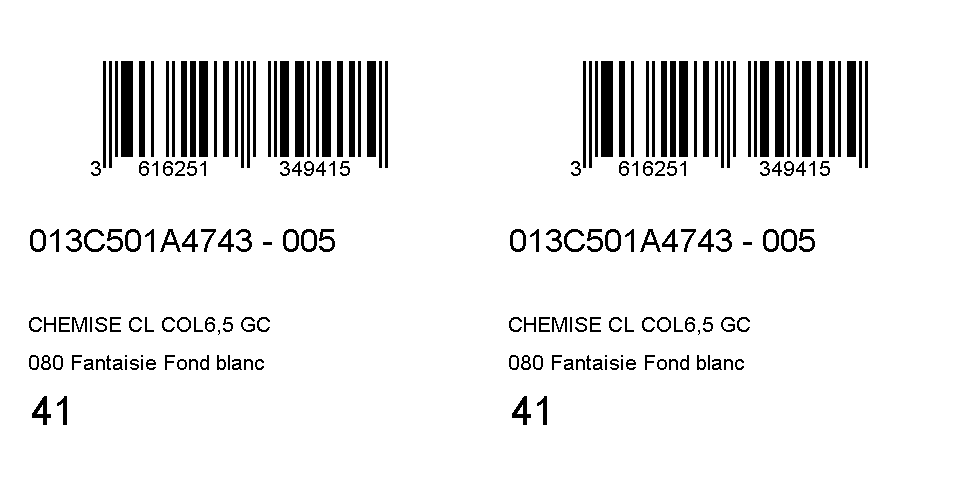 3 616251 349415
013C501A4743 - 005
CHEMISE CL COL6,5 GC
080 Fantaisie Fond blanc
41
3 616251 349415
013C501A4743 - 005
CHEMISE CL COL6,5 GC
080 Fantaisie Fond blanc
41